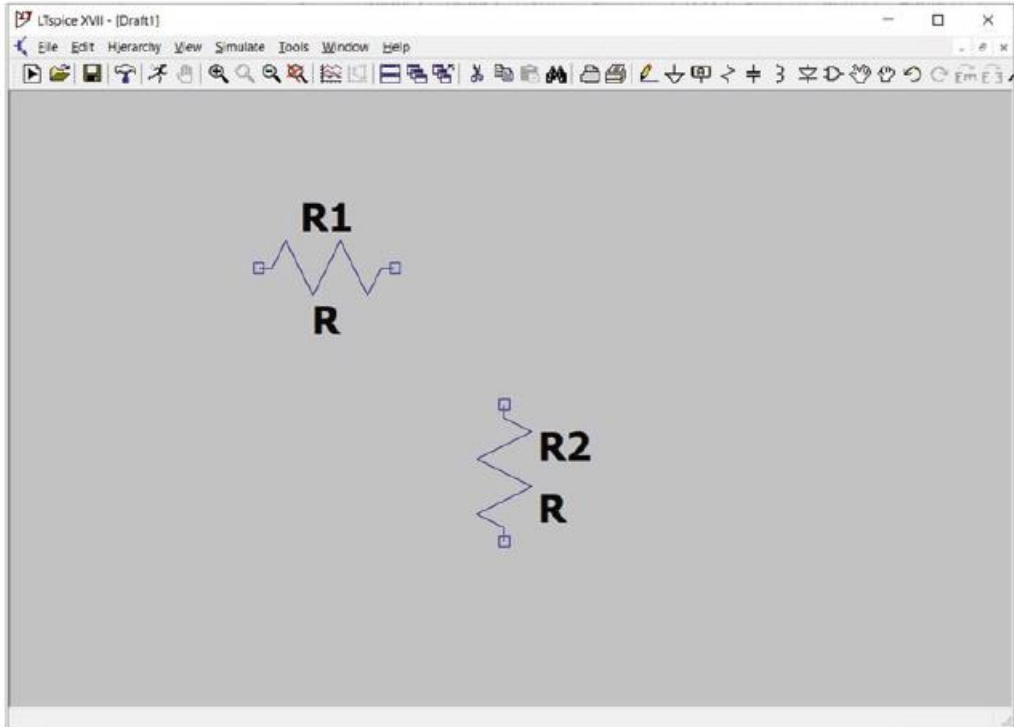 LTspice XVII - [Draft1]
File Edit Hierarchy View Simulate Tools Window Help
R1
R
R2
R